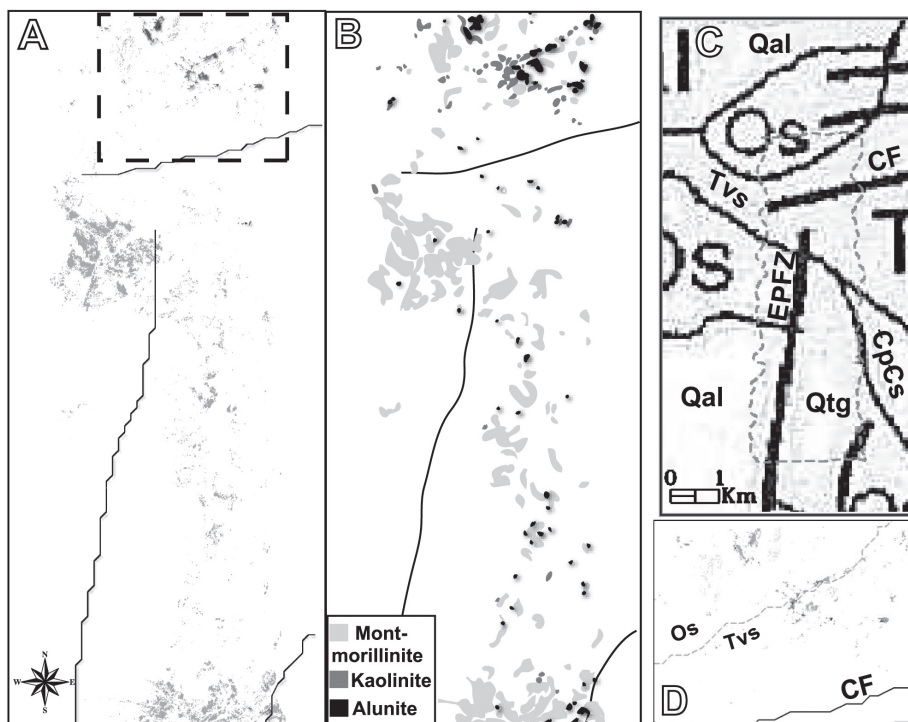 A
N
W E
S
B
Mont-
morillinite
Kaolinite
Alunite
C
Qal
Os
CF
Tvs
T
Os
EPFZ
CpCs
Qal
Qtg
0 1
Km
Os
Tvs
D
CF